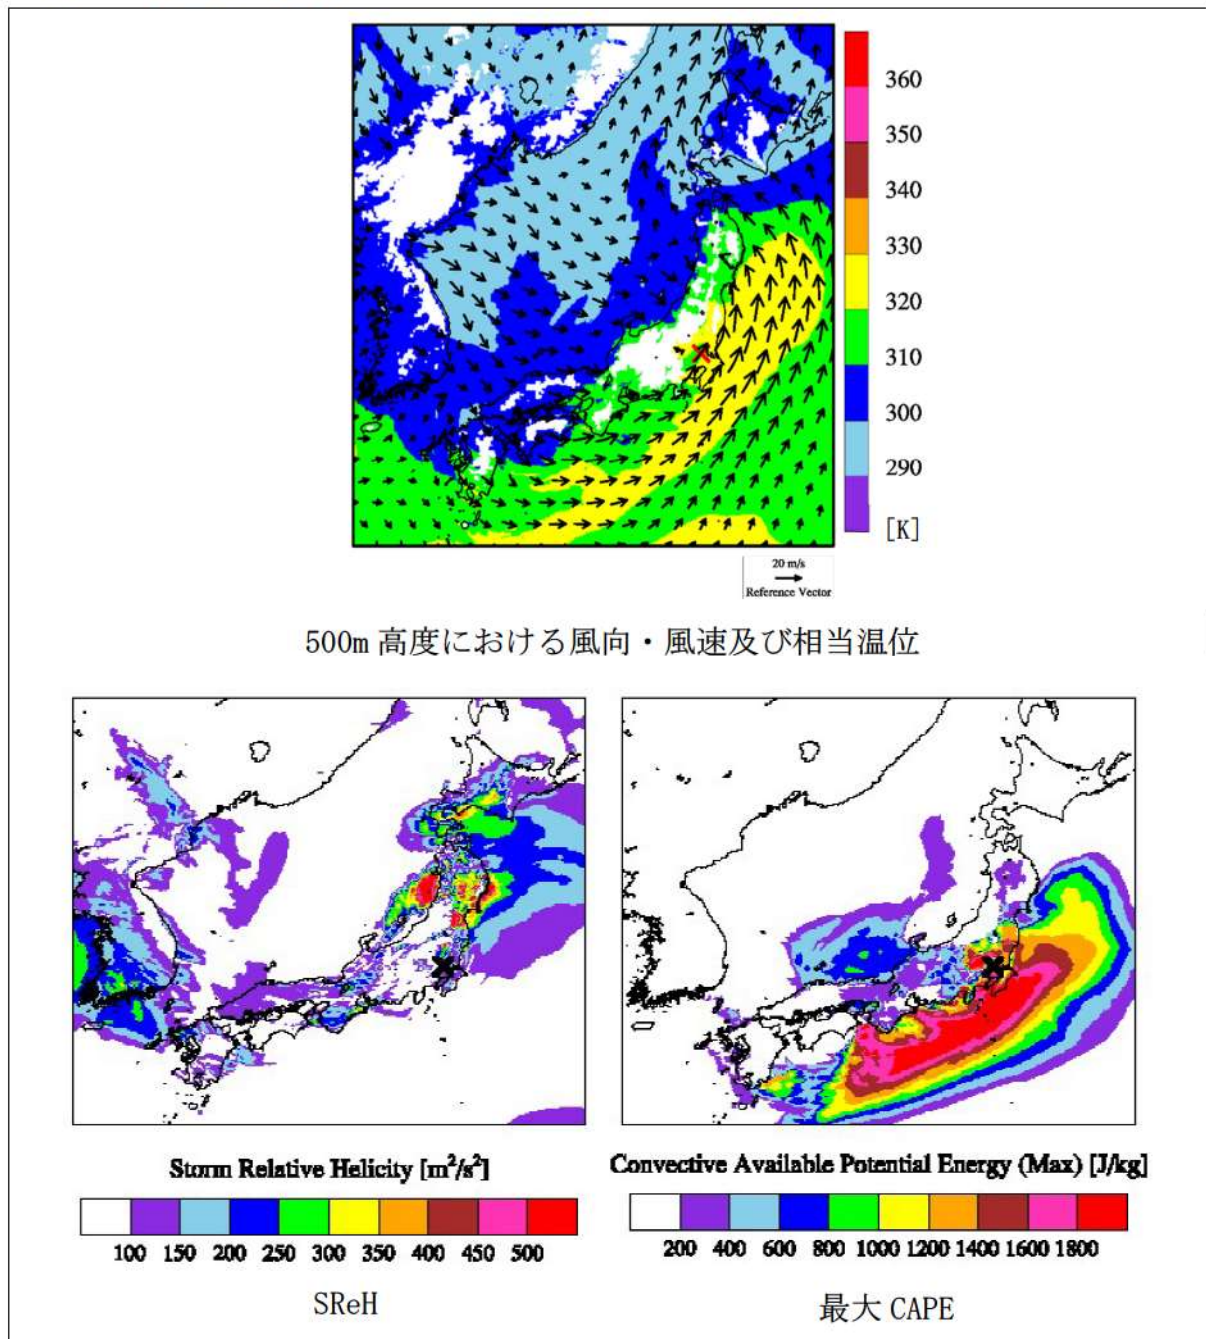 360
350
340
330
320
310
300
290
[K]
20 m/s
Reference Vector
500m 高度における風向・風速及び相当温位
Storm Relative Helicity [m²/s²]
100 150 200 250 300 350 400 450 500
SReH
Convective Available Potential Energy (Max) [J/kg]
200 400 600 800 1000 1200 1400 1600 1800
最大 CAPE